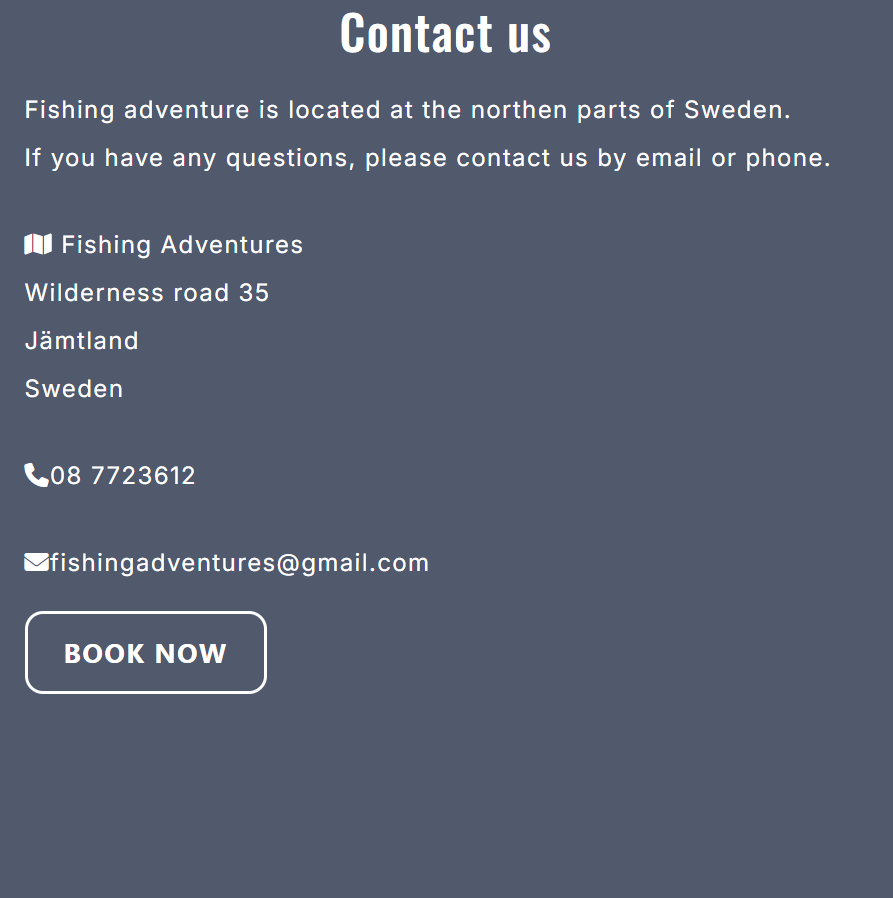 Contact us
Fishing adventure is located at the northen parts of Sweden.
If you have any questions, please contact us by email or phone.
Fishing Adventures
Wilderness road 35
Jämtland
Sweden
08 7723612
fishingadventures@gmail.com
BOOK NOW